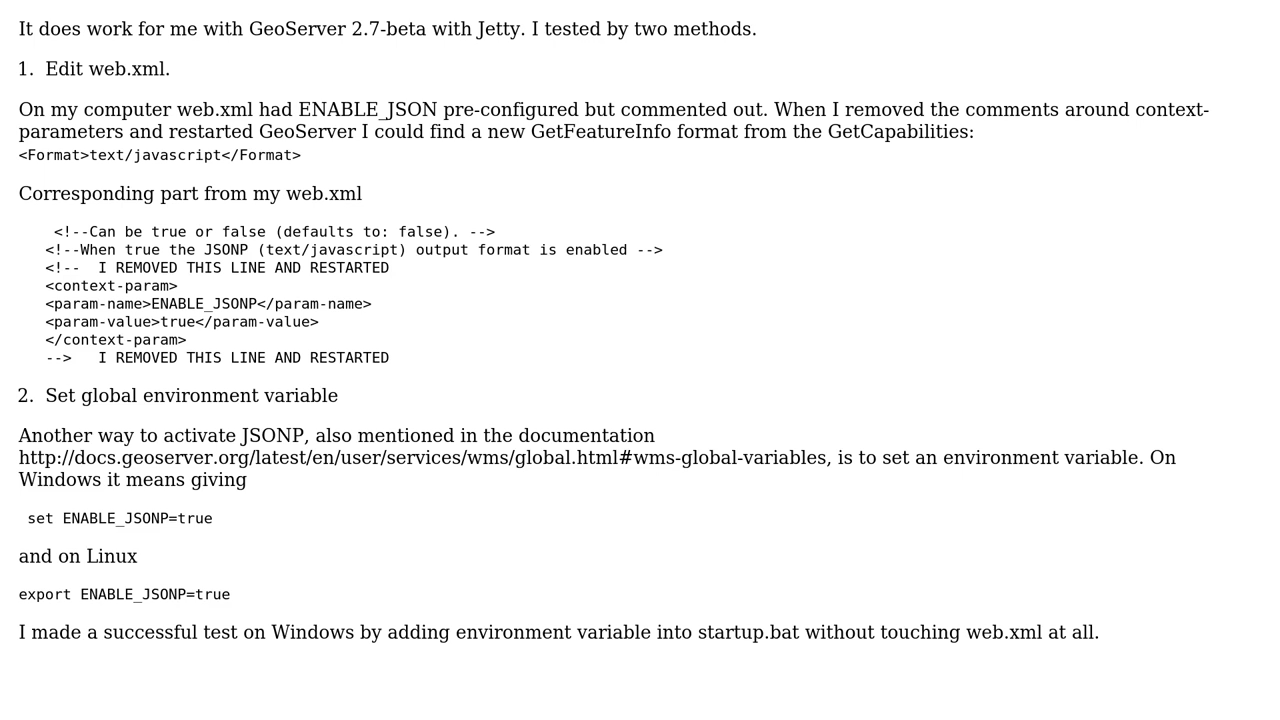 It does work for me with GeoServer 2.7-beta with Jetty. I tested by two methods.
1. Edit web.xml.
On my computer web.xml had ENABLE_JSON pre-configured but commented out. When I removed the comments around context-
parameters and restarted GeoServer I could find a new GetFeatureInfo format from the GetCapabilities:
<Format>text/javascript</Format>
Corresponding part from my web.xml
<!--Can be true or false (defaults to: false). -->
<!--When true the JSONP (text/javascript) output format is enabled -->
<!--  I REMOVED THIS LINE AND RESTARTED
<context-param>
<param-name>ENABLE_JSONP</param-name>
<param-value>true</param-value>
</context-param>
-->   I REMOVED THIS LINE AND RESTARTED
2. Set global environment variable
Another way to activate JSONP, also mentioned in the documentation
http://docs.geoserver.org/latest/en/user/services/wms/global.html#wms-global-variables, is to set an environment variable. On
Windows it means giving
set ENABLE_JSONP=true
and on Linux
export ENABLE_JSONP=true
I made a successful test on Windows by adding environment variable into startup.bat without touching web.xml at all.